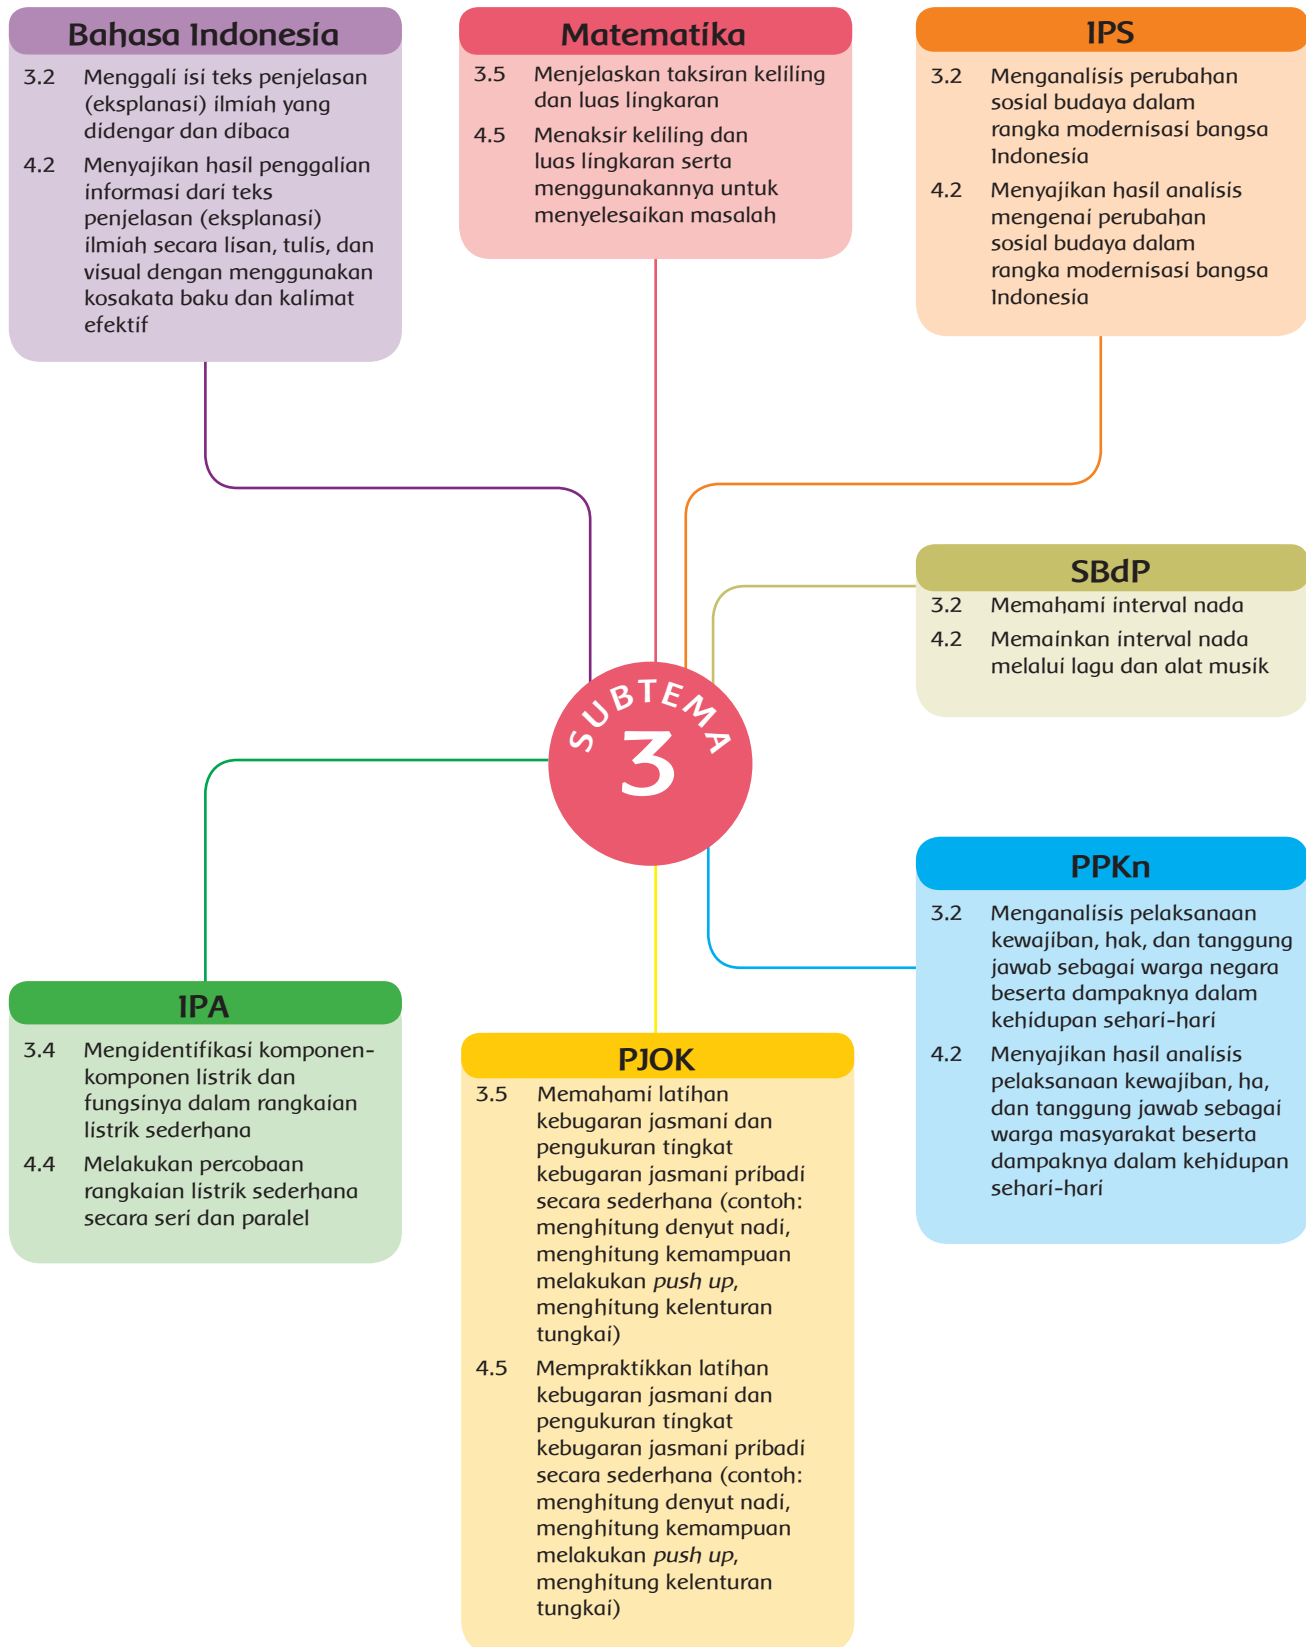 Bahasa Indonesia
3.2 Menggali isi teks penjelasan
(eksplanasi) ilmiah yang
didengar dan dibaca
4.2 Menyajikan hasil penggalian
informasi dari teks
penjelasan (eksplanasi)
ilmiah secara lisan, tulis, dan
visual dengan menggunakan
kosakata baku dan kalimat
efektif
Matematika
3.5 Menjelaskan taksiran keliling
dan luas lingkaran
4.5 Menaksir keliling dan
luas lingkaran serta
menggunakannya untuk
menyelesaikan masalah
IPS
3.2 Menganalisis perubahan
sosial budaya dalam
rangka modernisasi bangsa
Indonesia
4.2 Menyajikan hasil analisis
mengenai perubahan
sosial budaya dalam
rangka modernisasi bangsa
Indonesia
SBdP
3.2 Memahami interval nada
4.2 Memainkan interval nada
melalui lagu dan alat musik
SUBTEMA
3
PPKn
3.2 Menganalisis pelaksanaan
kewajiban, hak, dan tanggung
jawab sebagai warga negara
beserta dampaknya dalam
kehidupan sehari-hari
4.2 Menyajikan hasil analisis
pelaksanaan kewajiban, ha,
dan tanggung jawab sebagai
warga masyarakat beserta
dampaknya dalam kehidupan
sehari-hari
IPA
3.4 Mengidentifikasi komponen-
komponen listrik dan
fungsinya dalam rangkaian
listrik sederhana
4.4 Melakukan percobaan
rangkaian listrik sederhana
secara seri dan paralel
PJOK
3.5 Memahami latihan
kebugaran jasmani dan
pengukuran tingkat
kebugaran jasmani pribadi
secara sederhana (contoh:
menghitung denyut nadi,
menghitung kemampuan
melakukan push up,
menghitung kelenturan
tungkai)
4.5 Mempraktikkan latihan
kebugaran jasmani dan
pengukuran tingkat
kebugaran jasmani pribadi
secara sederhana (contoh:
menghitung denyut nadi,
menghitung kemampuan
melakukan push up,
menghitung kelenturan
tungkai)